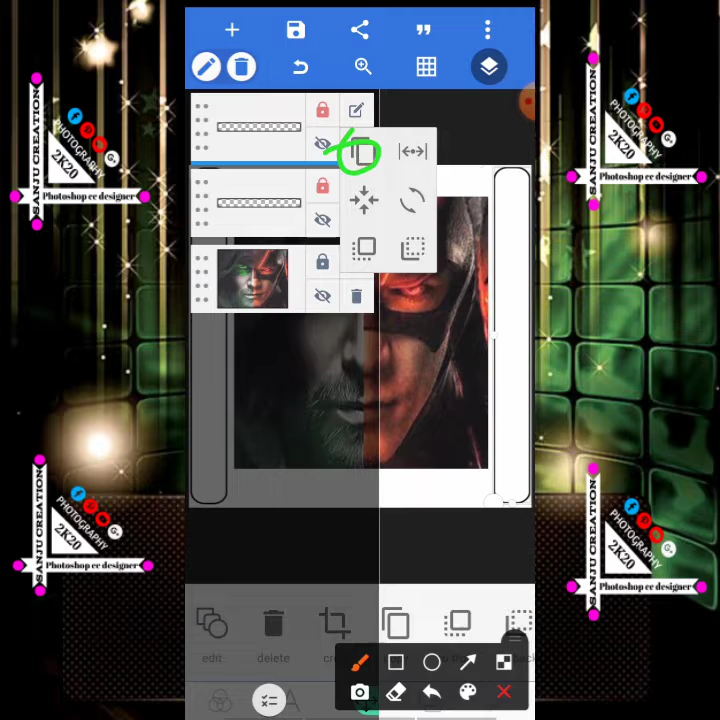 SANJU CREATION
PHOTOGRAPHY
2K20
G+
Photoshop cc designer
SANJU CREATION
PHOTOGRAPHY
2K20
G+
Photoshop cc designer
SANJU CREATION
PHOTOGRAPHY
2K20
G+
Photoshop cc designer
SANJU CREATION
PHOTOGRAPHY
2K20
G+
Photoshop cc designer
edit
delete